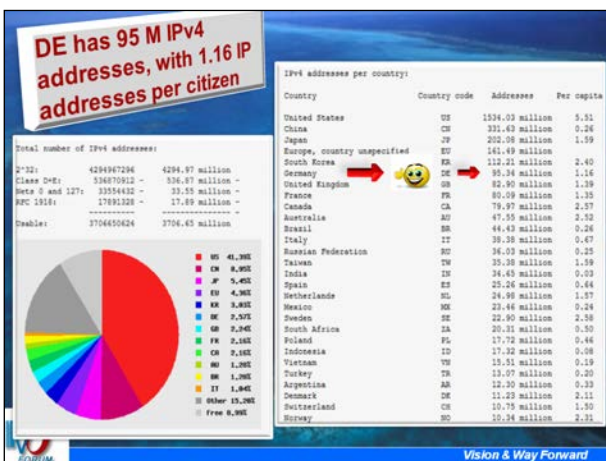 DE has 95 M IPv4
addresses, with 1.16 IP
addresses per citizen
Total number of IPv4 addresses:
2^32: 4294967296 4294.97 million
Class D+E: 536870912 - 536.87 million -
Nets 0 and 127: 33554432 - 33.55 million -
RFC 1918: 17891328 - 17.89 million -
---------- ----------
Usable: 3706650624 3706.65 million
US 41,39%
CN 8,95%
JP 5,45%
EU 4,36%
KR 3,03%
DE 2,57%
GB 2,24%
FR 2,16%
CA 2,16%
AU 1,28%
BR 1,20%
IT 1,04%
Other 15,20%
free 8,99%
IPv4 addresses per country:
Country Country code Addresses Per capita
United States US 1534.03 million 5.51
China CN 331.63 million 0.26
Japan JP 202.08 million 1.59
Europe, country unspecified EU 161.49 million
South Korea KR 112.21 million 2.40
Germany DE 95.34 million 1.16
United Kingdom GB 82.90 million 1.39
France FR 80.09 million 1.35
Canada CA 79.97 million 2.57
Australia AU 47.55 million 2.52
Brazil BR 44.43 million 0.26
Italy IT 38.38 million 0.67
Russian Federation RU 36.03 million 0.25
Taiwan TW 35.38 million 1.59
India IN 34.65 million 0.03
Spain ES 25.26 million 0.64
Netherlands NL 24.98 million 1.57
Mexico MX 23.46 million 0.24
Sweden SE 22.90 million 2.58
South Africa ZA 20.31 million 0.50
Poland PL 17.72 million 0.46
Indonesia ID 17.32 million 0.08
Vietnam VN 15.51 million 0.19
Turkey TR 13.07 million 0.20
Argentina AR 12.30 million 0.33
Denmark DK 11.23 million 2.11
Switzerland CH 10.75 million 1.50
Norway NO 10.34 million 2.31
FORUM
Vision & Way Forward